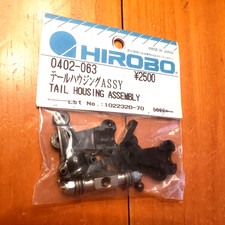 MADE IN JAPAN
HIROBO
0402-063
¥2500
テールハウジングASSY
TAIL HOUSING ASSEMBLY
Lot No.:1022320-70